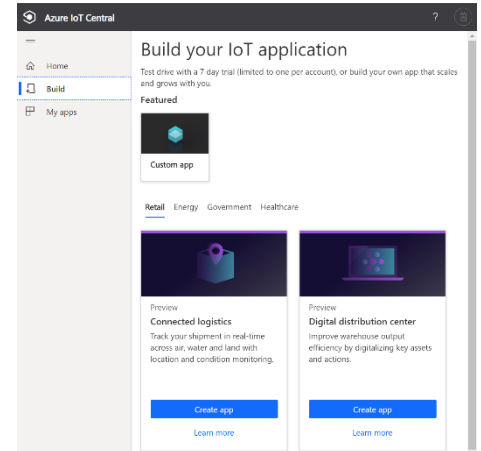 Azure IoT Central
?
Home
Build
My apps
Build your IoT application
Test drive with a 7 day trial (limited to one per account), or build your own app that scales
and grows with you.
Featured
Custom app
Retail Energy Government Healthcare
Preview
Connected logistics
Track your shipment in real-time
across air, water and land with
location and condition monitoring.
Create app
Learn more
Preview
Digital distribution center
Improve warehouse output
efficiency by digitalizing key assets
and actions.
Create app
Learn more